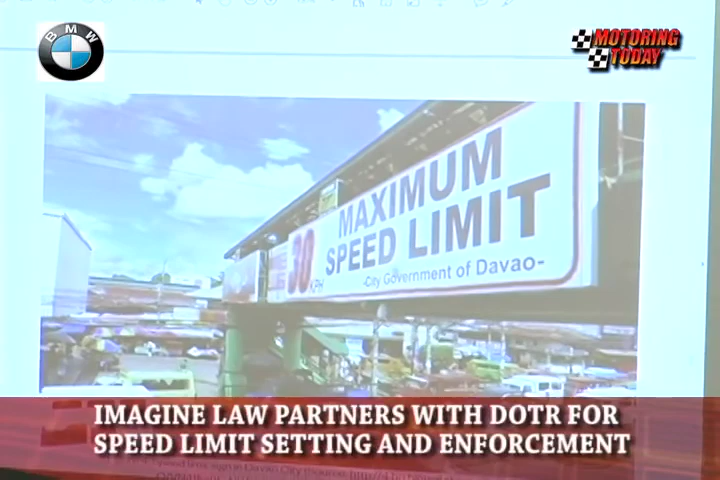 BMW
MOTORING
TODAY
MAXIMUM
30 KPH SPEED LIMIT
-City Government of Davao-
IMAGINE LAW PARTNERS WITH DOTR FOR
SPEED LIMIT SETTING AND ENFORCEMENT